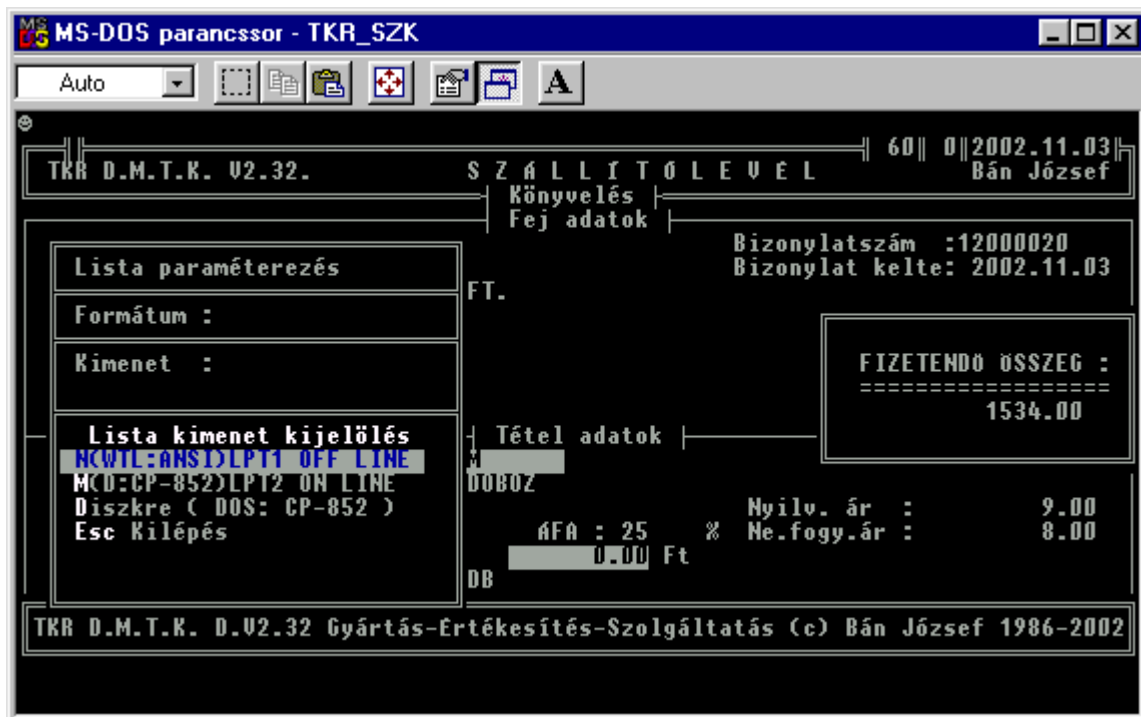 MS-DOS parancssor - TKR_SZK
Auto
A
60 0 2002.11.03
TKR D.M.T.K. V2.32. S Z Á L L Í T Ó L E V É L Bán József
Könyvelés
Fej adatok
Bizonylatszám :12000020
Bizonylat kelte: 2002.11.03
Lista paraméterezés
FT.
Formátum :
Kimenet :
FIZETENDŐ ÖSSZEG :
==================
1534.00
Lista kimenet kijelölés
Tétel adatok
N(WTL:ANSI)LPT1 OFF LINE
M(D:CP-852)LPT2 ON LINE
DOBOZ
Diszkre ( DOS: CP-852 )
Nyilv. ár : 9.00
Esc Kilépés
ÁFA : 25 % Ne.fogy.ár : 8.00
0.00 Ft
DB
TKR D.M.T.K. D.V2.32 Gyártás-Értékesítés-Szolgáltatás (c) Bán József 1986-2002